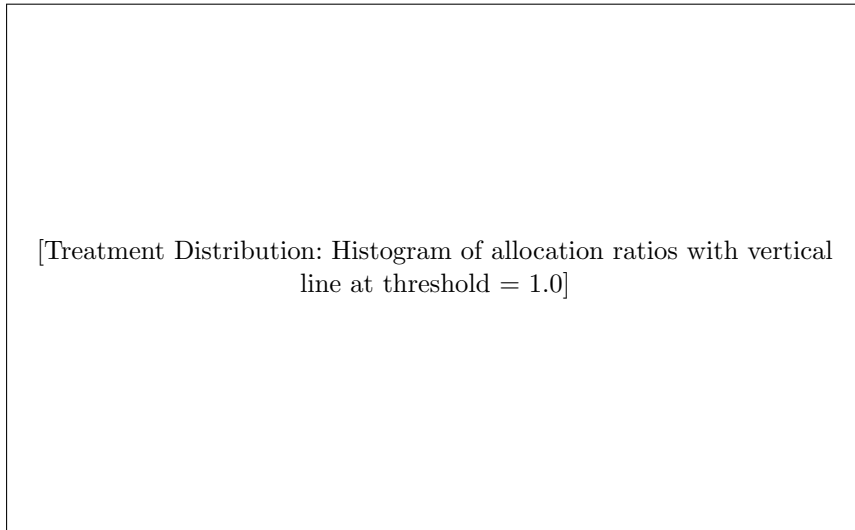 [Treatment Distribution: Histogram of allocation ratios with vertical
line at threshold = 1.0]